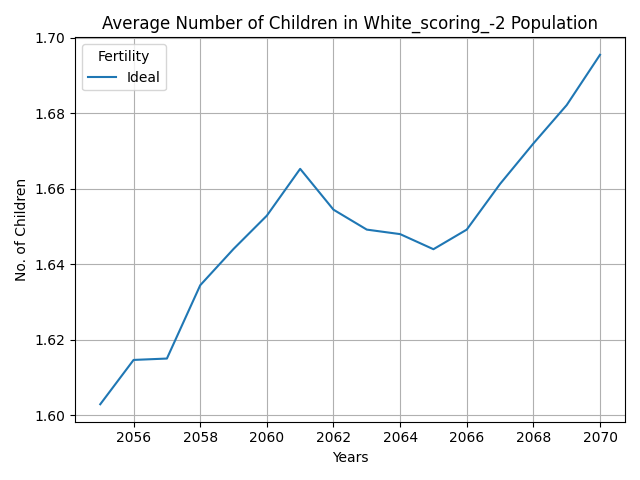 Average Number of Children in White_scoring_-2 Population
Fertility
Ideal
No. of Children
1.70
1.68
1.66
1.64
1.62
1.60
2056 2058 2060 2062 2064 2066 2068 2070
Years